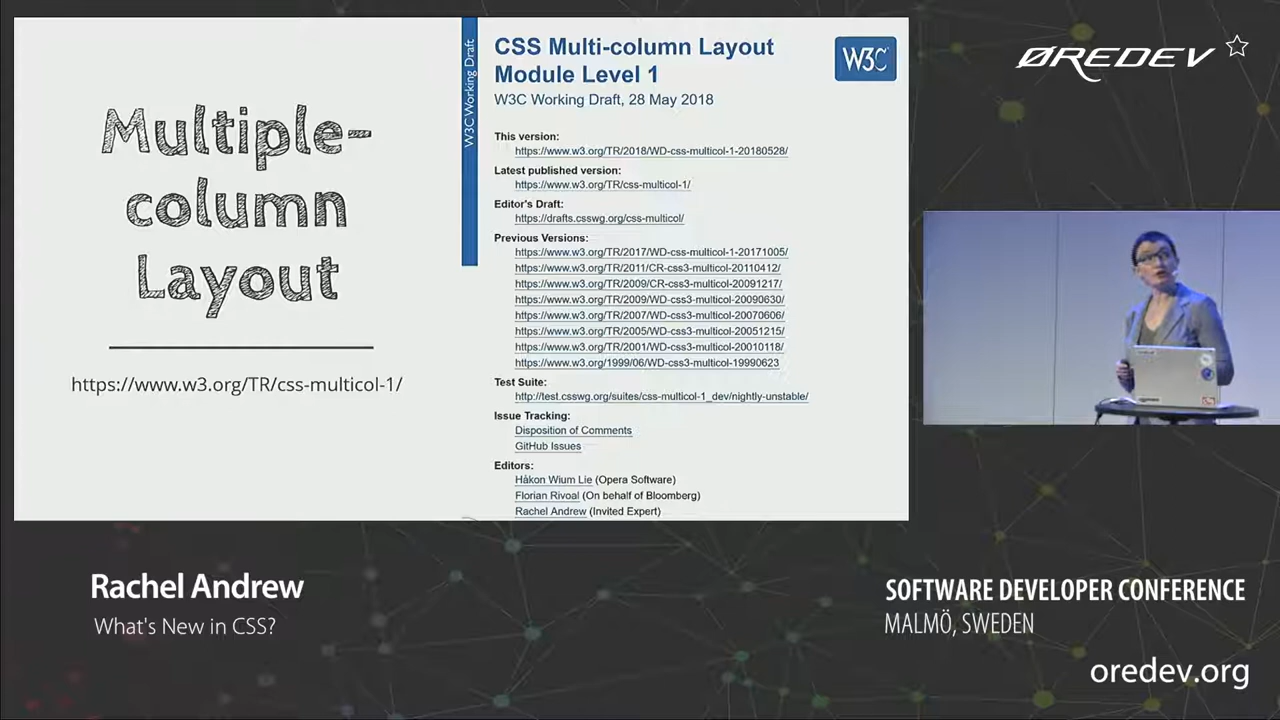 Multiple-
column
Layout
https://www.w3.org/TR/css-multicol-1/
W3C Working Draft
CSS Multi-column Layout
Module Level 1
W3C
W3C Working Draft, 28 May 2018
This version:
https://www.w3.org/TR/2018/WD-css-multicol-1-20180528/
Latest published version:
https://www.w3.org/TR/css-multicol-1/
Editor's Draft:
https://drafts.csswg.org/css-multicol/
Previous Versions:
https://www.w3.org/TR/2017/WD-css-multicol-1-20171005/
https://www.w3.org/TR/2011/CR-css3-multicol-20110412/
https://www.w3.org/TR/2009/CR-css3-multicol-20091217/
https://www.w3.org/TR/2009/WD-css3-multicol-20090630/
https://www.w3.org/TR/2007/WD-css3-multicol-20070606/
https://www.w3.org/TR/2005/WD-css3-multicol-20051215/
https://www.w3.org/TR/2001/WD-css3-multicol-20010118/
https://www.w3.org/1999/06/WD-css3-multicol-19990623
Test Suite:
http://test.csswg.org/suites/css-multicol-1_dev/nightly-unstable/
Issue Tracking:
Disposition of Comments
GitHub Issues
Editors:
Håkon Wium Lie (Opera Software)
Florian Rivoal (On behalf of Bloomberg)
Rachel Andrew (Invited Expert)
ØREDEV
Rachel Andrew
What's New in CSS?
SOFTWARE DEVELOPER CONFERENCE
MALMÖ, SWEDEN
oredev.org